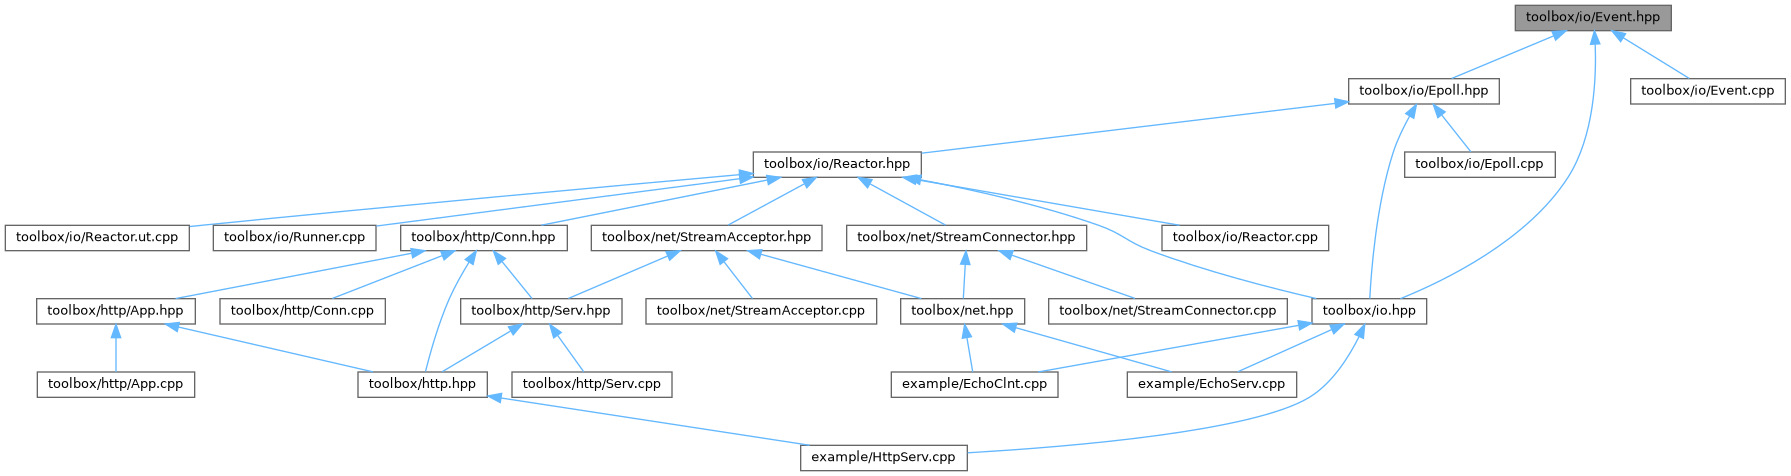 toolbox/io/Event.hpp
toolbox/io/Epoll.hpp
toolbox/io/Event.cpp
toolbox/io/Reactor.hpp
toolbox/io/Epoll.cpp
toolbox/io/Reactor.ut.cpp
toolbox/io/Runner.cpp
toolbox/http/Conn.hpp
toolbox/net/StreamAcceptor.hpp
toolbox/net/StreamConnector.hpp
toolbox/io/Reactor.cpp
toolbox/http/App.hpp
toolbox/http/Conn.cpp
toolbox/http/Serv.hpp
toolbox/net/StreamAcceptor.cpp
toolbox/net.hpp
toolbox/net/StreamConnector.cpp
toolbox/io.hpp
toolbox/http/App.cpp
toolbox/http.hpp
toolbox/http/Serv.cpp
example/EchoClnt.cpp
example/EchoServ.cpp
example/HttpServ.cpp